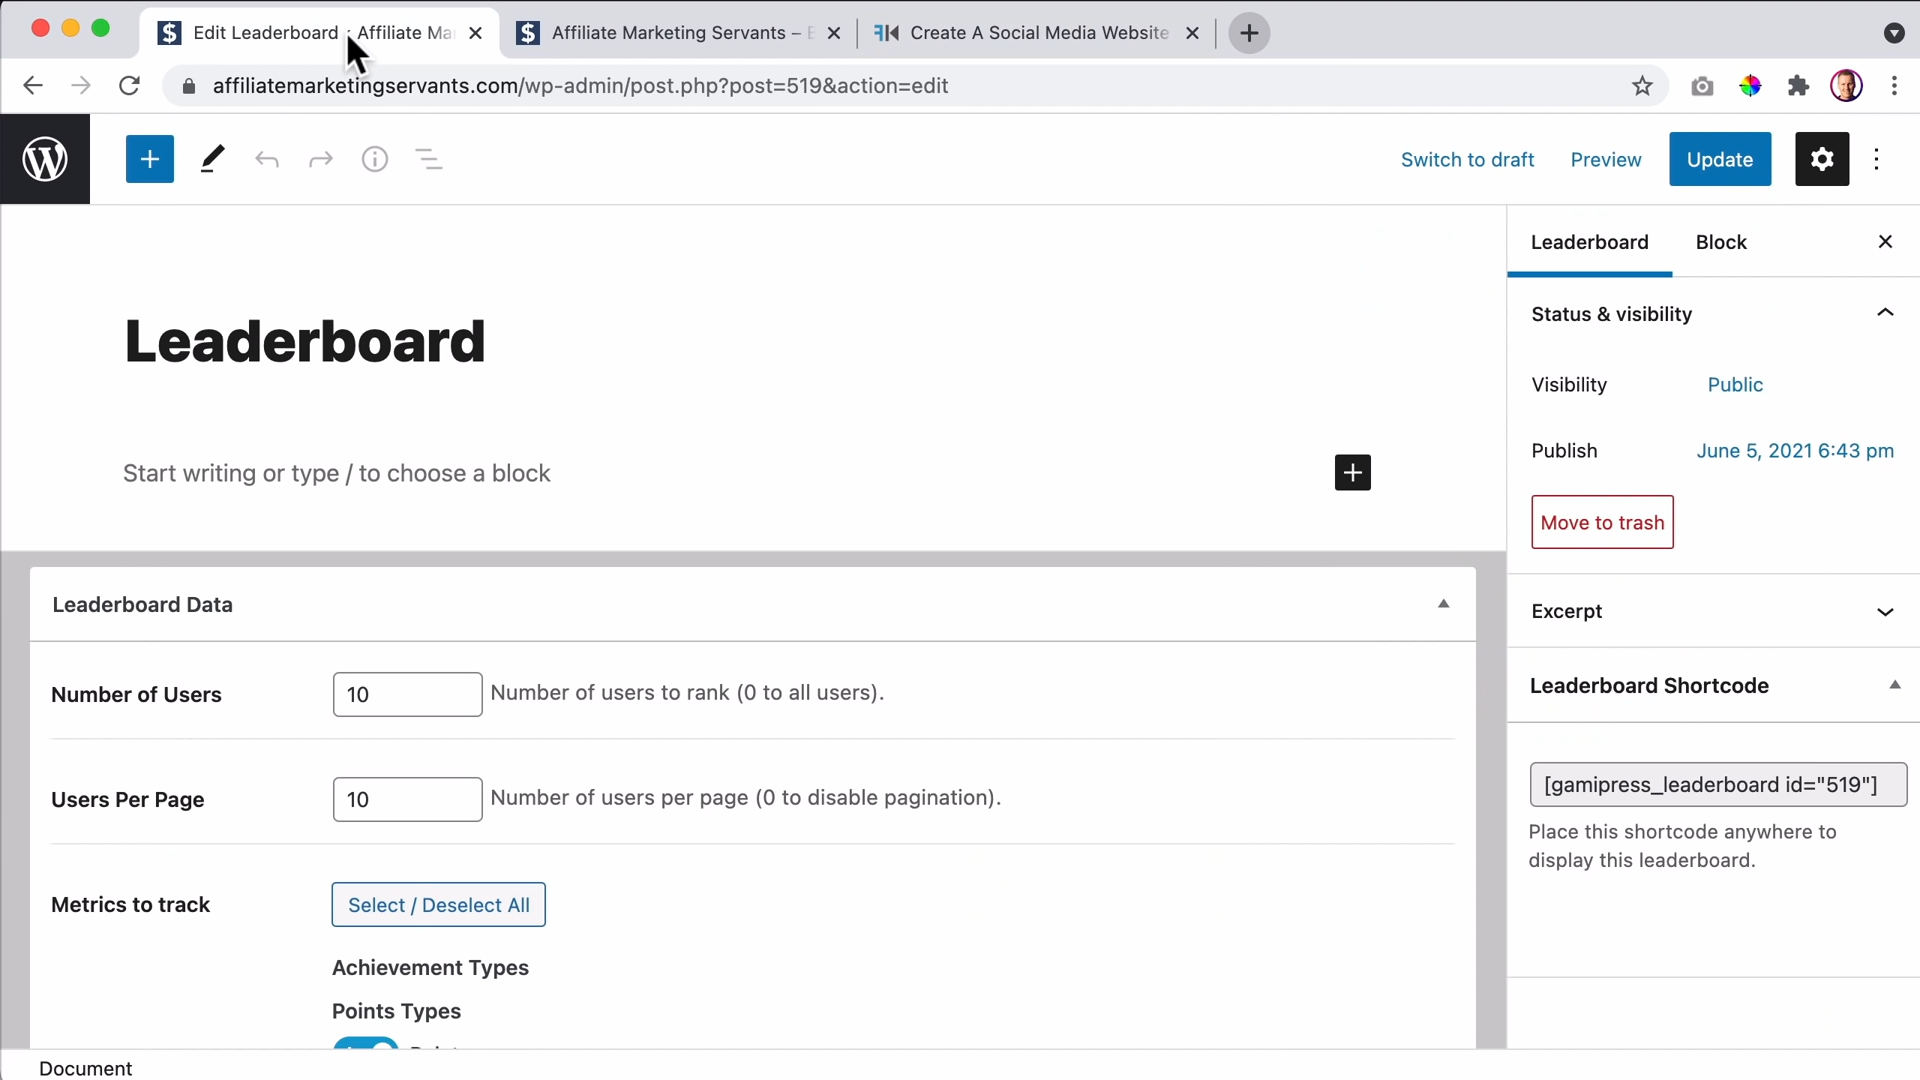 Edit Leaderboard ‹ Affiliate Ma
Affiliate Marketing Servants – E
Create A Social Media Website
affiliatemarketingservants.com/wp-admin/post.php?post=519&action=edit
Switch to draft
Preview
Update
Leaderboard
Block
Leaderboard
Status & visibility
Visibility
Public
Publish
June 5, 2021 6:43 pm
Start writing or type / to choose a block
Move to trash
Leaderboard Data
Excerpt
Number of Users
10
Number of users to rank (0 to all users).
Leaderboard Shortcode
Users Per Page
10
Number of users per page (0 to disable pagination).
[gamipress_leaderboard id="519"]
Place this shortcode anywhere to
display this leaderboard.
Metrics to track
Select / Deselect All
Achievement Types
Points Types
Document